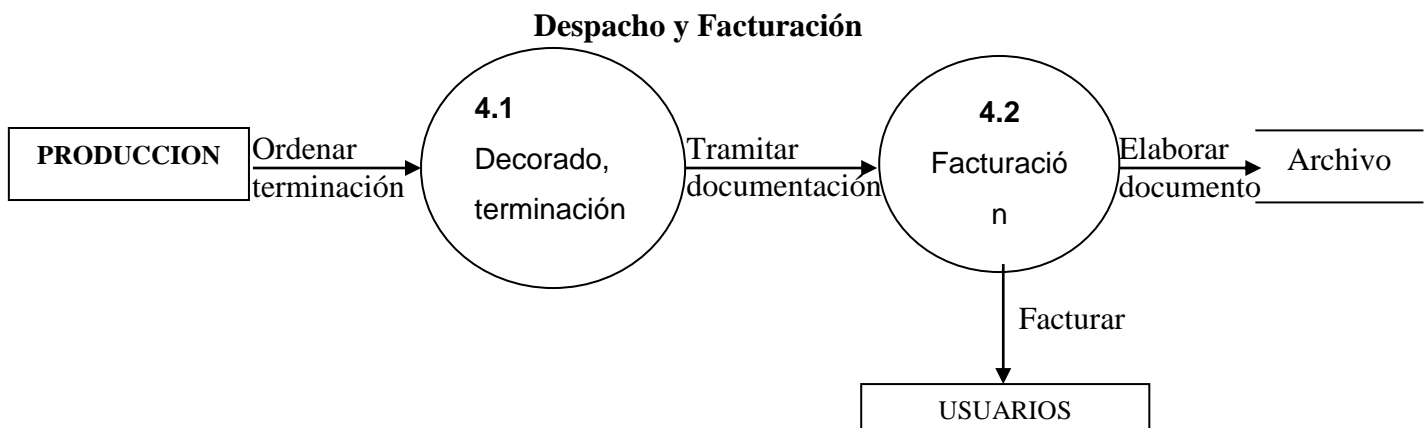 Despacho y Facturación
PRODUCCION
Ordenar
terminación
4.1
Decorado,
terminación
Tramitar
documentación
4.2
Facturació
n
Elaborar
documento
Archivo
Facturar
USUARIOS